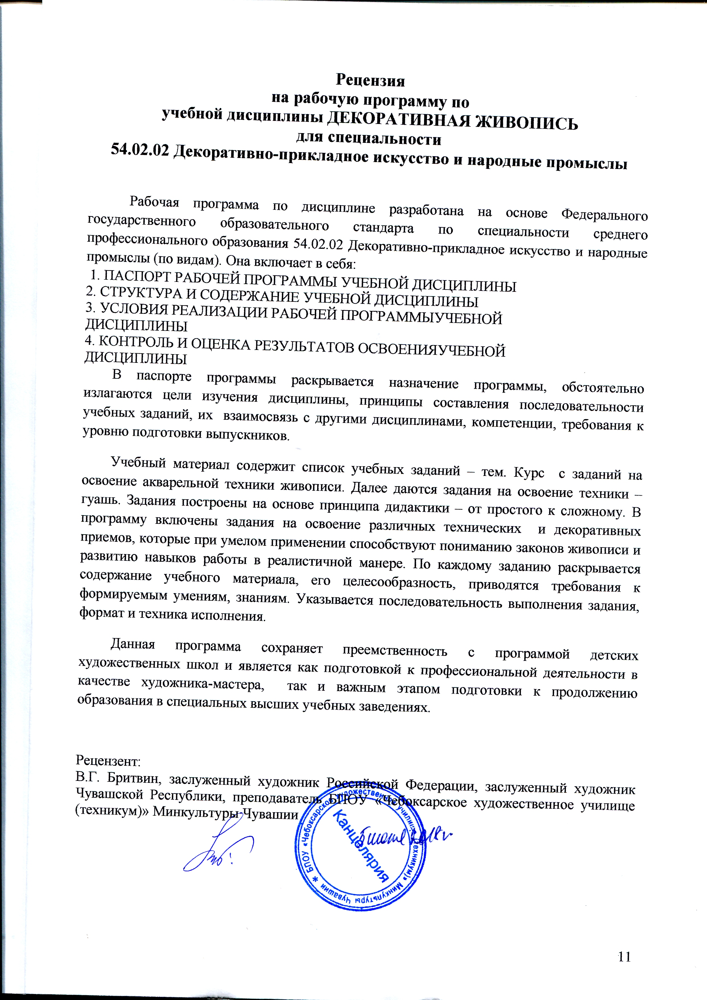 Рецензия
на рабочую программу по
учебной дисциплины ДЕКОРАТИВНАЯ ЖИВОПИСЬ
для специальности
54.02.02 Декоративно-прикладное искусство и народные промыслы
Рабочая программа по дисциплине разработана на основе Федерального
государственного образовательного стандарта по специальности среднего
профессионального образования 54.02.02 Декоративно-прикладное искусство и народные
промыслы (по видам). Она включает в себя:
1. ПАСПОРТ РАБОЧЕЙ ПРОГРАММЫ УЧЕБНОЙ ДИСЦИПЛИНЫ
2. СТРУКТУРА И СОДЕРЖАНИЕ УЧЕБНОЙ ДИСЦИПЛИНЫ
3. УСЛОВИЯ РЕАЛИЗАЦИИ РАБОЧЕЙ ПРОГРАММЫУЧЕБНОЙ
ДИСЦИПЛИНЫ
4. КОНТРОЛЬ И ОЦЕНКА РЕЗУЛЬТАТОВ ОСВОЕНИЯУЧЕБНОЙ
ДИСЦИПЛИНЫ
В паспорте программы раскрывается назначение программы, обстоятельно
излагаются цели изучения дисциплины, принципы составления последовательности
учебных заданий, их взаимосвязь с другими дисциплинами, компетенции, требования к
уровню подготовки выпускников.
Учебный материал содержит список учебных заданий – тем. Курс с заданий на
освоение акварельной техники живописи. Далее даются задания на освоение техники –
гуашь. Задания построены на основе принципа дидактики – от простого к сложному. В
программу включены задания на освоение различных технических и декоративных
приемов, которые при умелом применении способствуют пониманию законов живописи и
развитию навыков работы в реалистичной манере. По каждому заданию раскрывается
содержание учебного материала, его целесообразность, приводятся требования к
формируемым умениям, знаниям. Указывается последовательность выполнения задания,
формат и техника исполнения.
Данная программа сохраняет преемственность с программой детских
художественных школ и является как подготовкой к профессиональной деятельности в
качестве художника-мастера, так и важным этапом подготовки к продолжению
образования в специальных высших учебных заведениях.
Рецензент:
В.Г. Бритвин, заслуженный художник Российской Федерации, заслуженный художник
Чувашской Республики, преподаватель БПОУ «Чебоксарское художественное училище
(техникум)» Минкультуры Чувашии
БПОУ «Чебоксарское художественное училище (техникум)» Минкультуры Чувашии *
Канцелярия
11